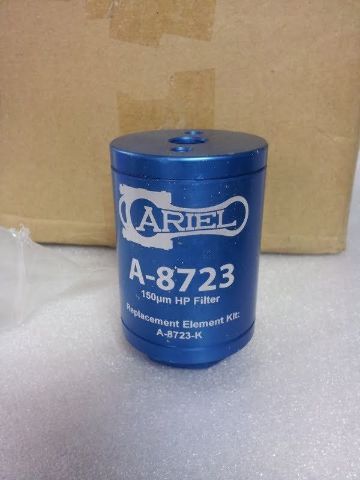 ARIEL
A-8723
150µm HP Filter
Replacement Element Kit:
A-8723-K